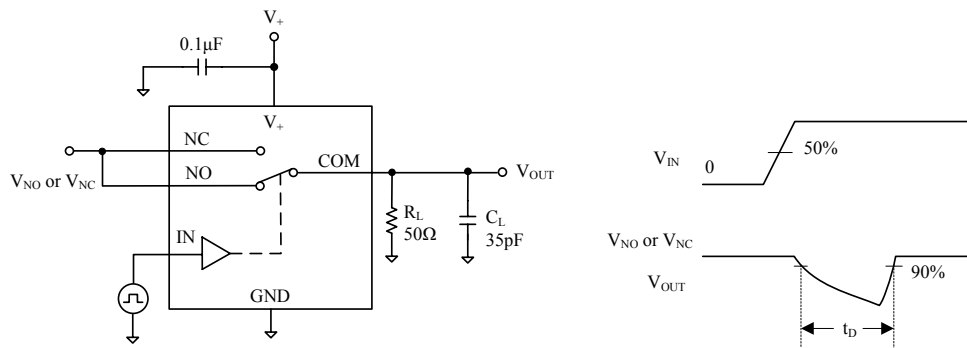 V+
0.1μF
V+
NC
NO
COM
VNO or VNC
VOUT
RL
50Ω
CL
35pF
IN
GND
VIN
0
50%
VNO or VNC
VOUT
90%
tD